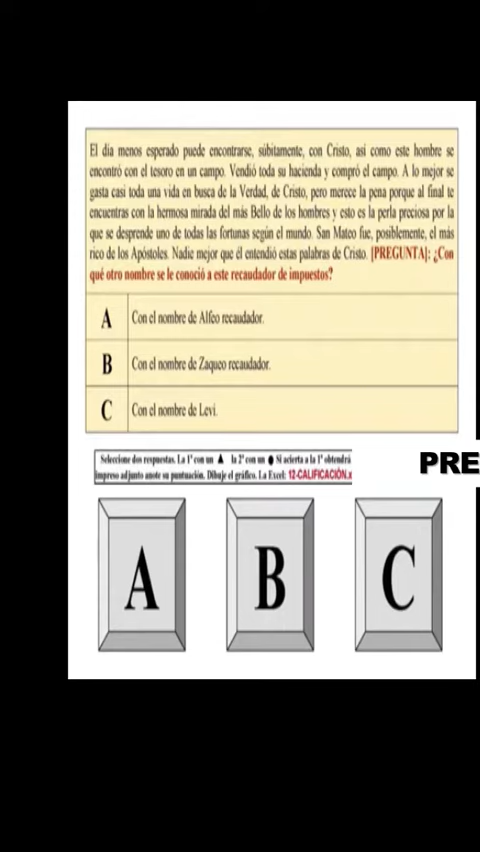 El día menos esperado puede encontrarse, súbitamente, con Cristo, así como este hombre se
encontró con el tesoro en un campo. Vendió toda su hacienda y compró el campo. A lo mejor se
gasta casi toda una vida en busca de la Verdad, de Cristo, pero merece la pena porque al final te
encuentras con la hermosa mirada del más Bello de los hombres y esto es la perla preciosa por la
que se desprende uno de todas las fortunas según el mundo. San Mateo fue, posiblemente, el más
rico de los Apóstoles. Nadie mejor que él entendió estas palabras de Cristo. [PREGUNTA]: ¿Con
qué otro nombre se le conoció a este recaudador de impuestos?
A Con el nombre de Alfeo recaudador.
B Con el nombre de Zaqueo recaudador.
C Con el nombre de Leví.
Seleccione dos respuestas. La 1ª con un ▲ la 2ª con un ● Si acierta a la 1ª obtendrá
impreso adjunto anote su puntuación. Dibuje el gráfico. La Excel: 12-CALIFICACIÓN.x
PRE
A B C